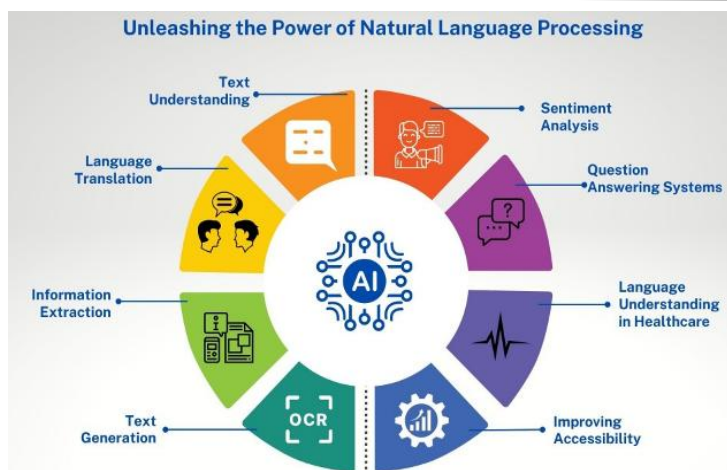 Unleashing the Power of Natural Language Processing
Text
Understanding
Sentiment
Analysis
Language
Translation
Question
Answering Systems
AI
Information
Extraction
i
?
Language
Understanding
in Healthcare
Text
Generation
OCR
Improving
Accessibility